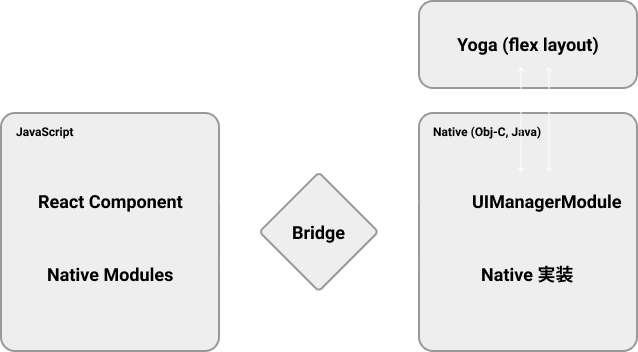 Yoga (flex layout)
JavaScript
React Component
Native Modules
Bridge
Native (Obj-C, Java)
UIManagerModule
Native 実装